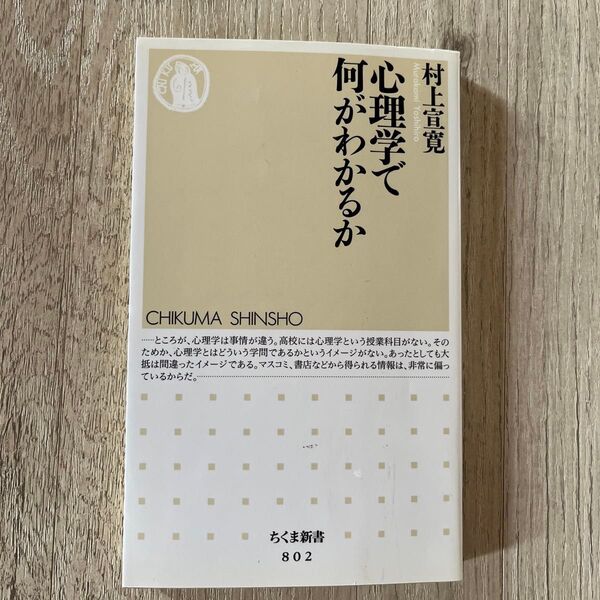 村上宣寛
Murakami Yoshihiro
心理学で
何がわかるか
CHIKUMA SHINSHO
……ところが、心理学は事情が違う。高校には心理学という授業科目がない。その
ためか、心理学とはどういう学問であるかというイメージがない。あったとしても大
抵は間違ったイメージである。マスコミ、書店などから得られる情報は、非常に偏っ
ているからだ。
ちくま新書
802